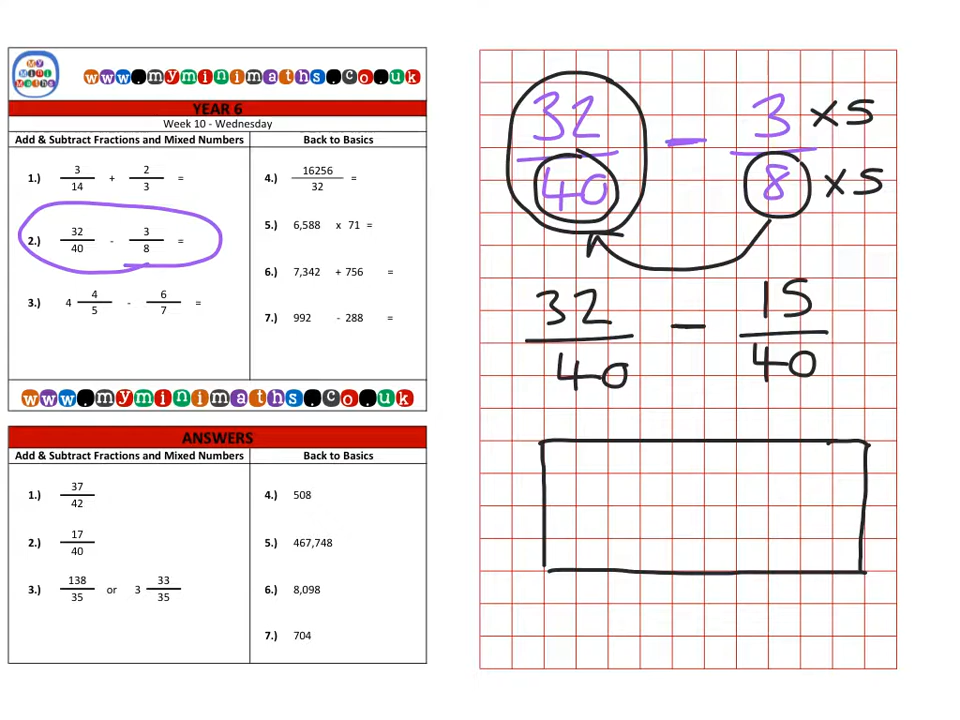 My
Mini
Maths
www.myminimaths.co.uk
YEAR 6
Week 10 - Wednesday
Add & Subtract Fractions and Mixed Numbers
Back to Basics
1.) 3/14 + 2/3 =
2.) 32/40 - 3/8 =
3.) 4 4/5 - 6/7 =
4.) 16256/32 =
5.) 6,588 x 71 =
6.) 7,342 + 756 =
7.) 992 - 288 =
www.myminimaths.co.uk
ANSWERS
Add & Subtract Fractions and Mixed Numbers
Back to Basics
1.) 37/42
2.) 17/40
3.) 138/35 or 3 33/35
4.) 508
5.) 467,748
6.) 8,098
7.) 704
32/40 - 3/8 ×5 ×5
32/40 - 15/40